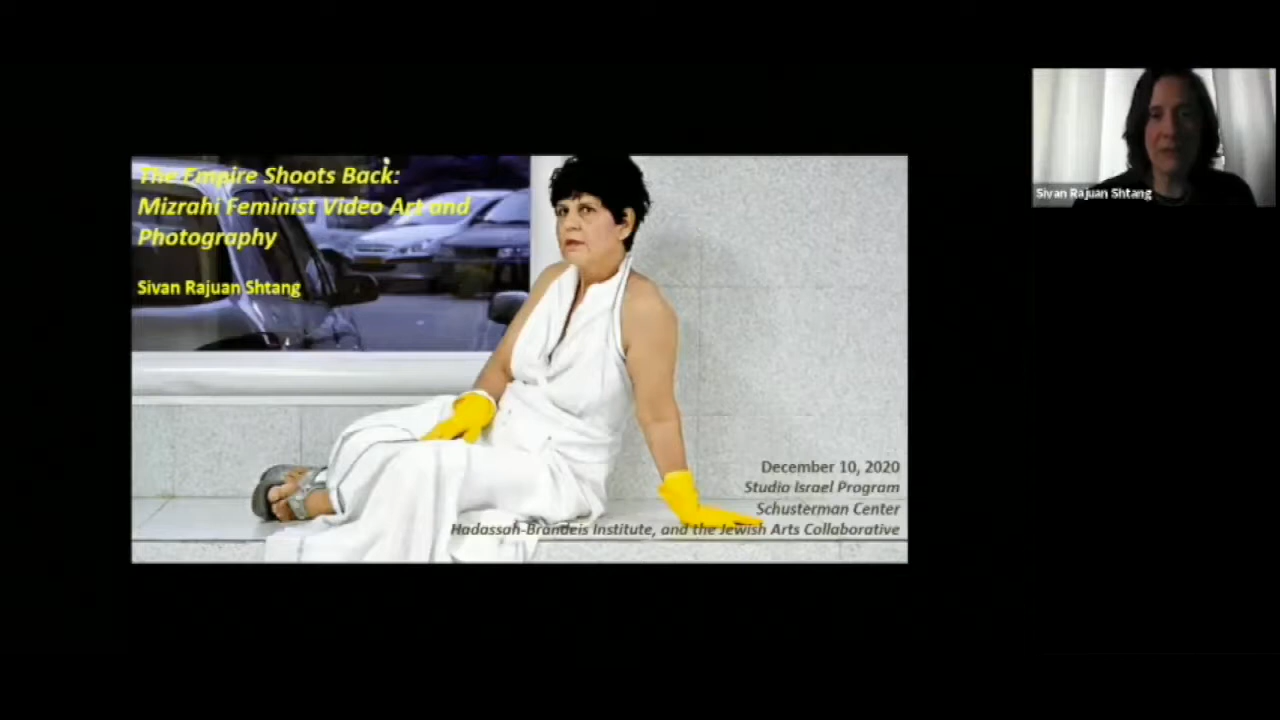 The Empire Shoots Back:
Mizrahi Feminist Video Art and
Photography
Sivan Rajuan Shtang
December 10, 2020
Studio Israel Program
Schusterman Center
Hadassah-Brandeis Institute, and the Jewish Arts Collaborative
Sivan Rajuan Shtang